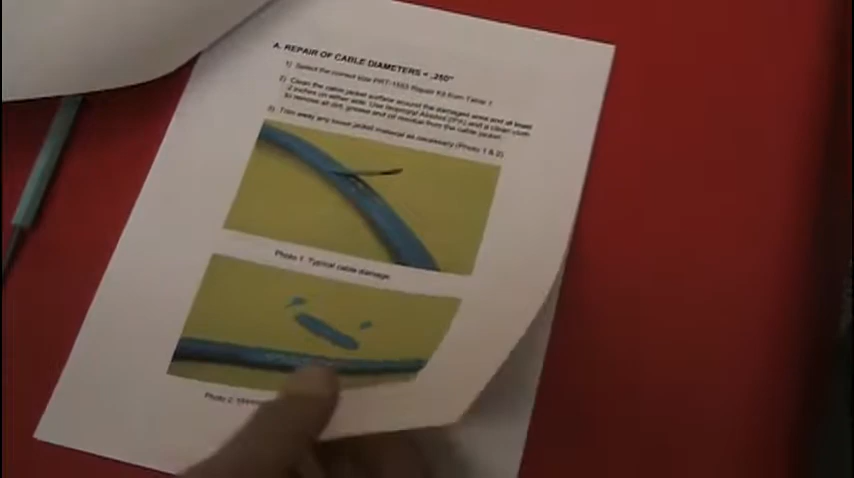 A. REPAIR OF CABLE DIAMETERS < .250"
1) Select the correct size PRT-1553 Repair Kit from Table 1
2) Clean the cable jacket surface around the damaged area and at least
2 inches on either side. Use Isopropyl Alcohol (IPA) and a clean cloth
to remove all dirt, grease and oil residue from the cable jacket.
3) Trim away any loose jacket material as necessary (Photo 1 & 2)
Photo 1: Typical cable damage
Photo 2: